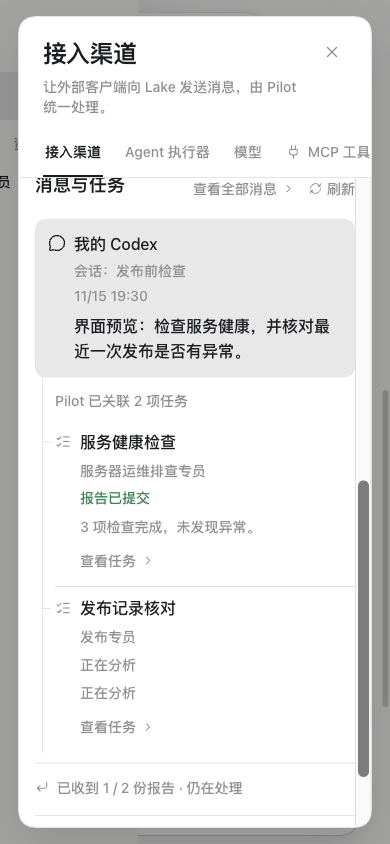 接入渠道
让外部客户端向 Lake 发送消息，由 Pilot
统一处理。
接入渠道 Agent 执行器 模型 MCP 工具
消息与任务 查看全部消息 刷新
我的 Codex
会话：发布前检查
11/15 19:30
界面预览：检查服务健康，并核对最
近一次发布是否有异常。
Pilot 已关联 2 项任务
服务健康检查
服务器运维排查专员
报告已提交
3 项检查完成，未发现异常。
查看任务
发布记录核对
发布专员
正在分析
正在分析
查看任务
已收到 1 / 2 份报告 · 仍在处理
员